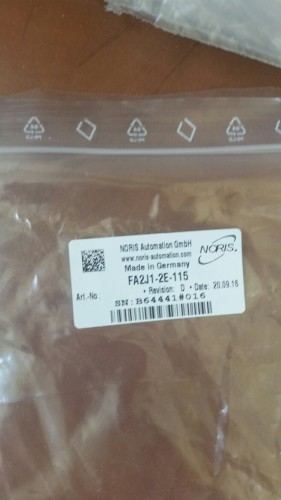 NORIS Automation GmbH
www.noris-automation.com
Made in Germany
NORIS.
FA2J1-2E-115
Art.-No.:
• Revision: D • Date: 20.09.16
SN:B64441#016